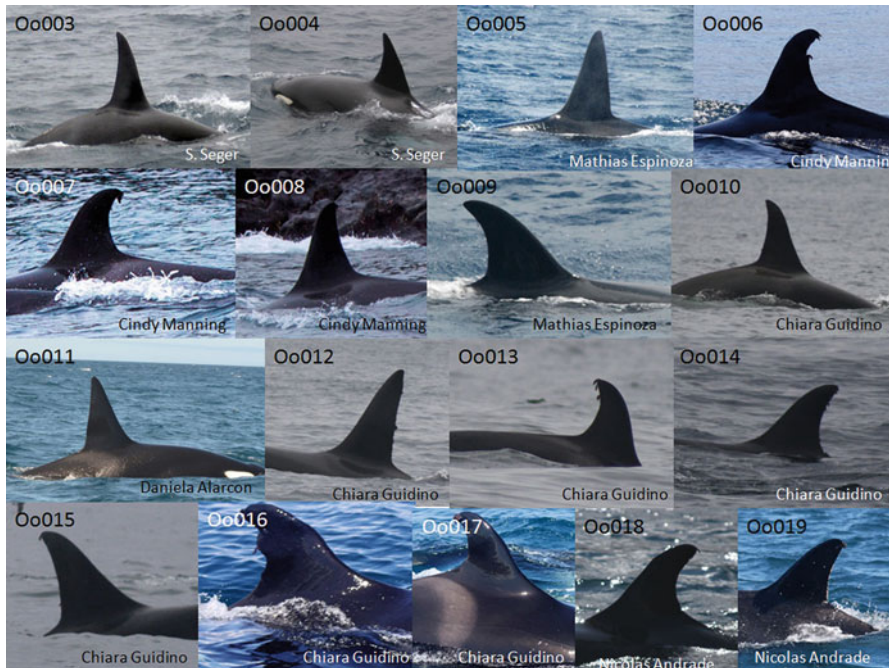 Oo003
S. Seger
Oo004
S. Seger
Oo005
Mathias Espinoza
Oo006
Cindy Manning
Oo007
Cindy Manning
Oo008
Cindy Manning
Oo009
Mathias Espinoza
Oo010
Chiara Guidino
Oo011
Daniela Alarcon
Oo012
Chiara Guidino
Oo013
Chiara Guidino
Oo014
Chiara Guidino
Oo015
Chiara Guidino
Oo016
Chiara Guidino
Oo017
Chiara Guidino
Oo018
Nicolas Andrade
Oo019
Nicolas Andrade